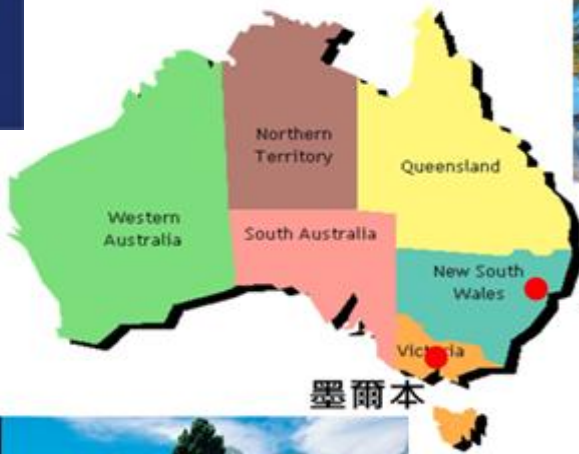 Northern
Territory
Queensland
Western
Australia
South Australia
New South
Wales
Victoria
墨爾本